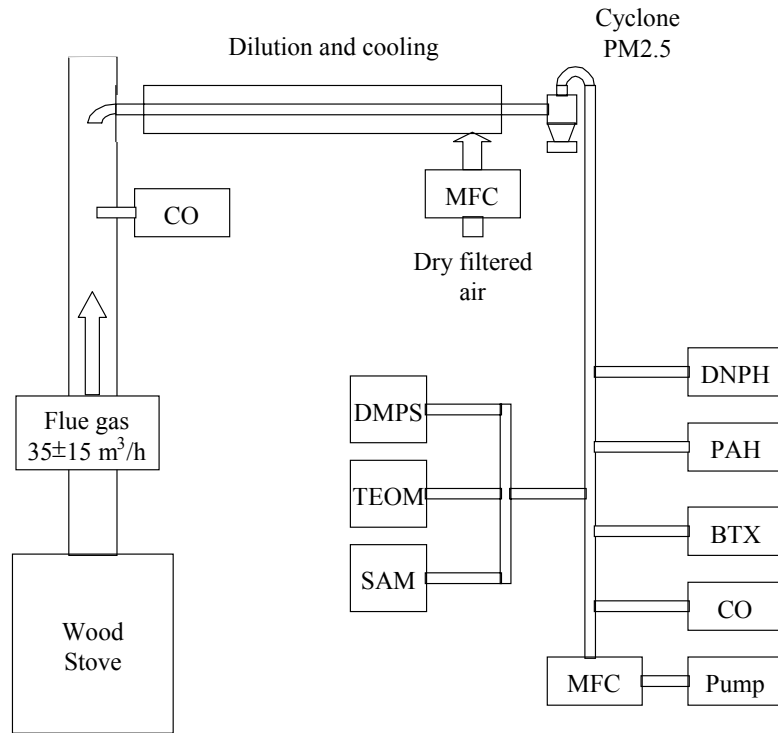 Cyclone
PM2.5
Dilution and cooling
MFC
CO
Dry filtered
air
DNPH
DMPS
Flue gas
35±15 m³/h
PAH
TEOM
BTX
SAM
CO
Wood
Stove
MFC
Pump